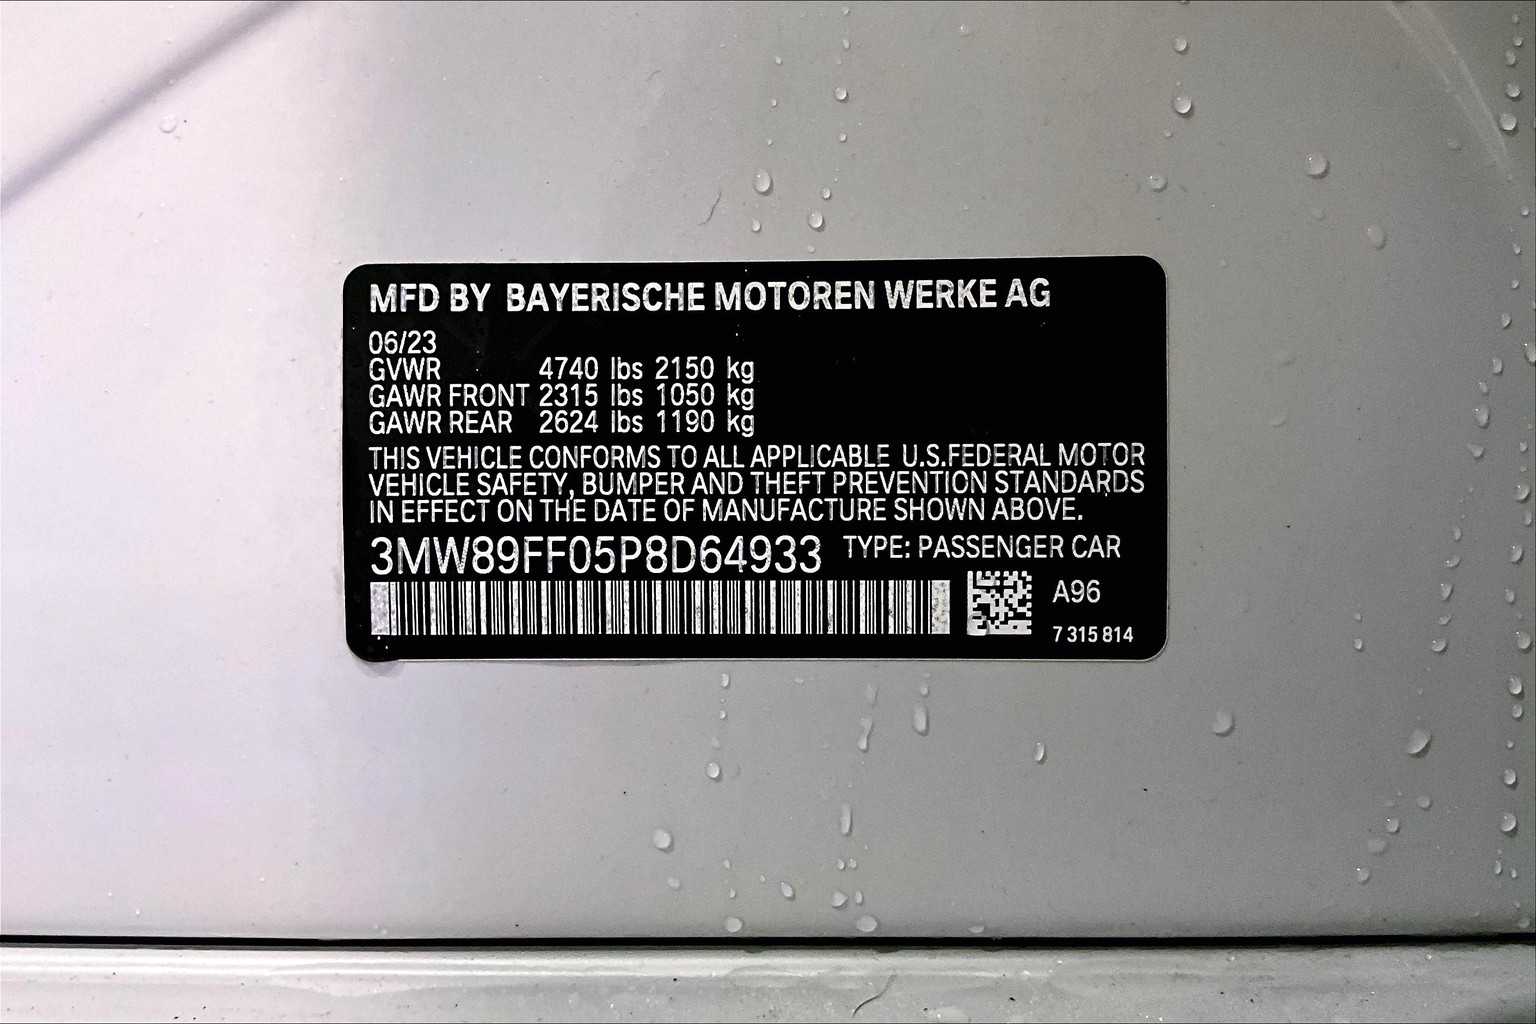 MFD BY BAYERISCHE MOTOREN WERKE AG
06/23
GVWR 4740 lbs 2150 kg
GAWR FRONT 2315 lbs 1050 kg
GAWR REAR 2624 lbs 1190 kg
THIS VEHICLE CONFORMS TO ALL APPLICABLE U.S.FEDERAL MOTOR
VEHICLE SAFETY, BUMPER AND THEFT PREVENTION STANDARDS
IN EFFECT ON THE DATE OF MANUFACTURE SHOWN ABOVE.
3MW89FF05P8D64933 TYPE: PASSENGER CAR
A96
7 315 814